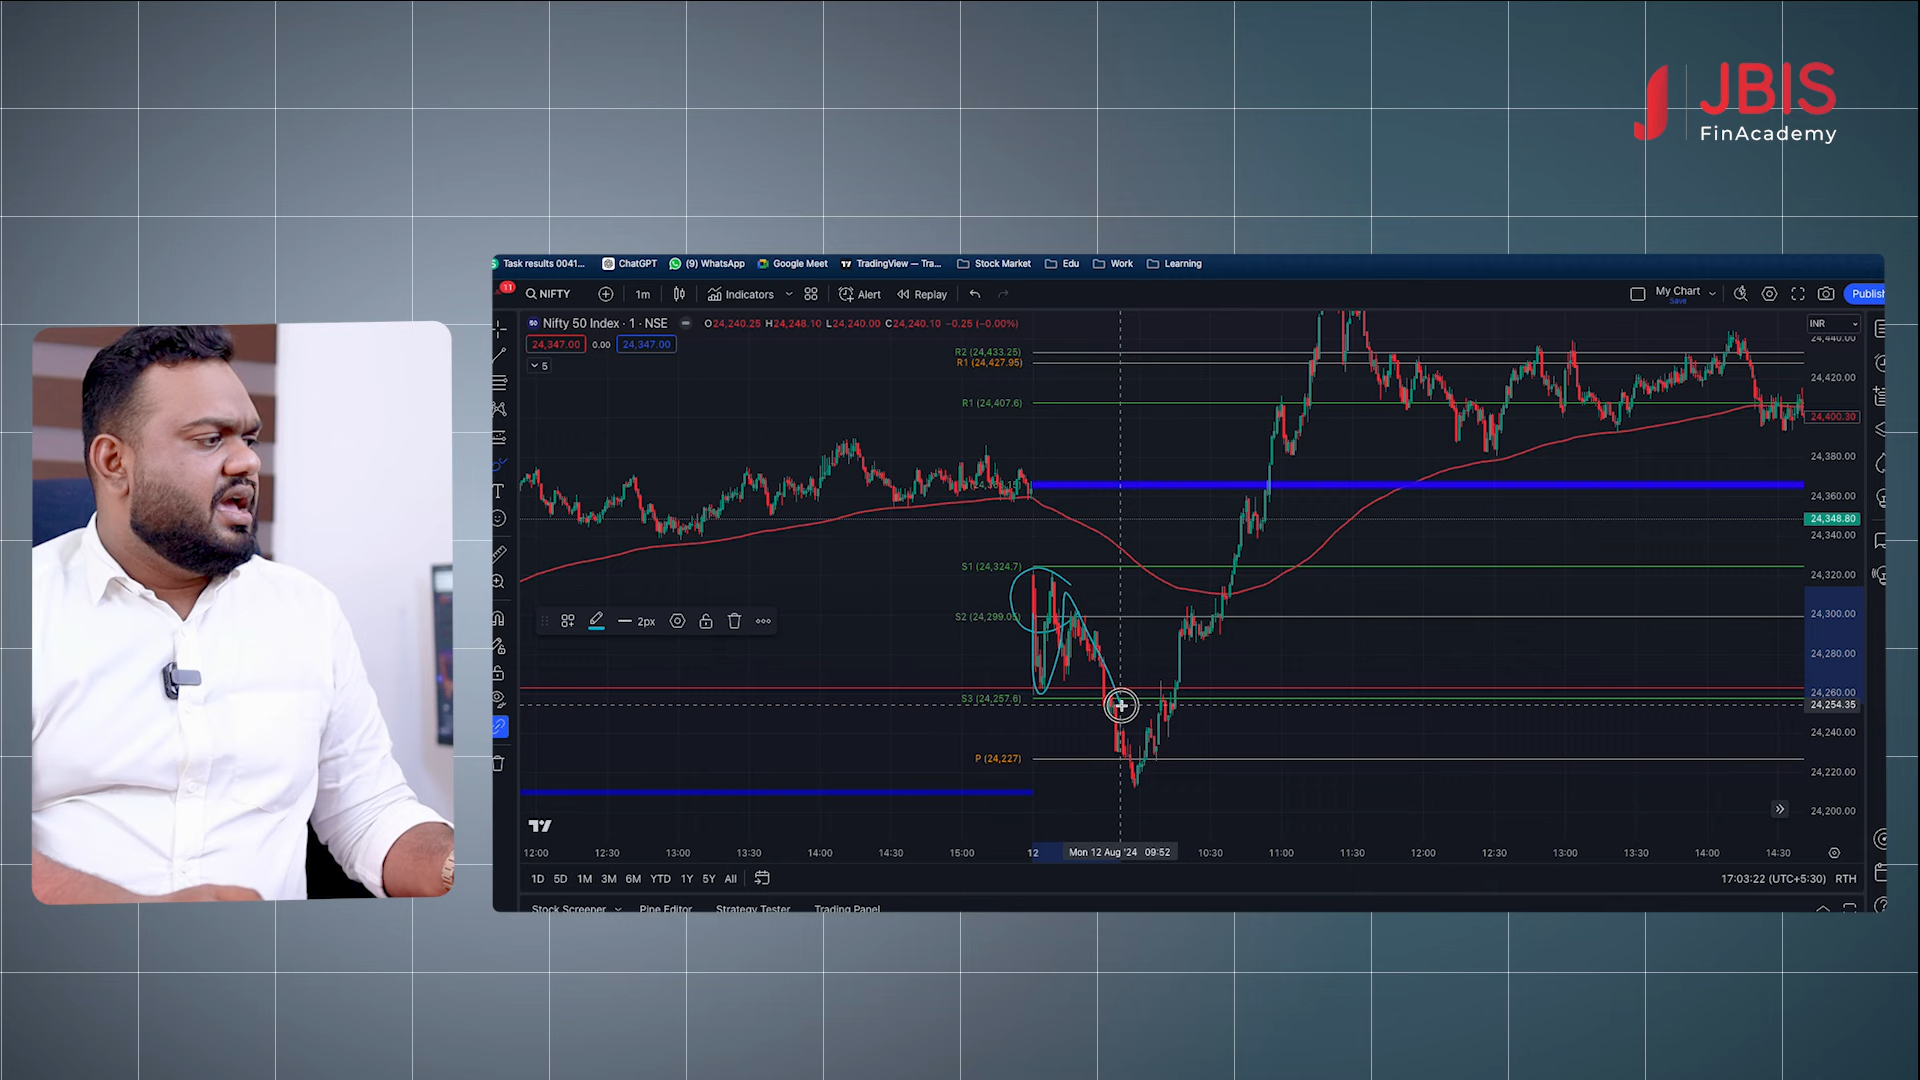 JBIS
FinAcademy
Task results 0041... ChatGPT (9) WhatsApp Google Meet TradingView — Tra... Stock Market Edu Work Learning
11
NIFTY 1m Indicators Alert Replay My Chart Save Publish
Nifty 50 Index · 1 · NSE O24,240.25 H24,248.10 L24,240.00 C24,240.10 −0.25 (−0.00%) INR
24,347.00 0.00 24,347.00
5
R2 (24,433.25)
R1 (24,427.95)
R1 (24,407.6)
S1 (24,324.7)
S2 (24,299.05)
S3 (24,257.6)
P (24,227)
2px
24,440.00
24,420.00
24,400.30
24,380.00
24,360.00
24,348.80
24,340.00
24,320.00
24,300.00
24,280.00
24,260.00
24,254.35
24,240.00
24,220.00
24,200.00
12:00 12:30 13:00 13:30 14:00 14:30 15:00 12 Mon 12 Aug '24 09:52 10:30 11:00 11:30 12:00 12:30 13:00 13:30 14:00 14:30
1D 5D 1M 3M 6M YTD 1Y 5Y All 17:03:22 (UTC+5:30) RTH
Stock Screener Pine Editor Strategy Tester Trading Panel